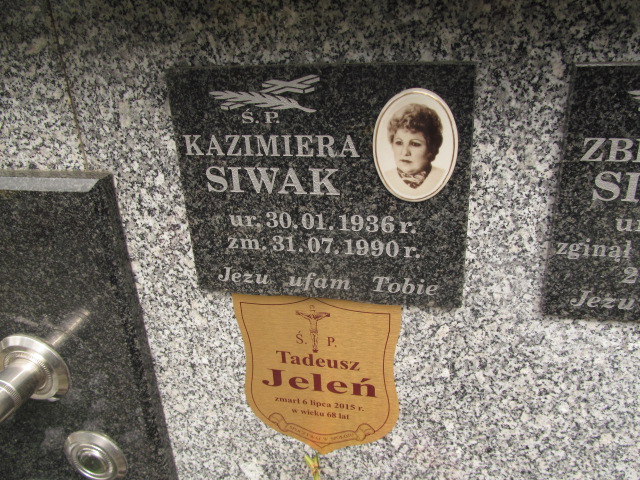 Ś.P.
KAZIMIERA
SIWAK
ur. 30.01.1936 r.
zm. 31.07.1990 r.
Jezu ufam Tobie
Ś. P.
Tadeusz
Jeleń
zmarł 6 lipca 2015 r.
w wieku 68 lat
ZB
SI
u
zginął
Jezu